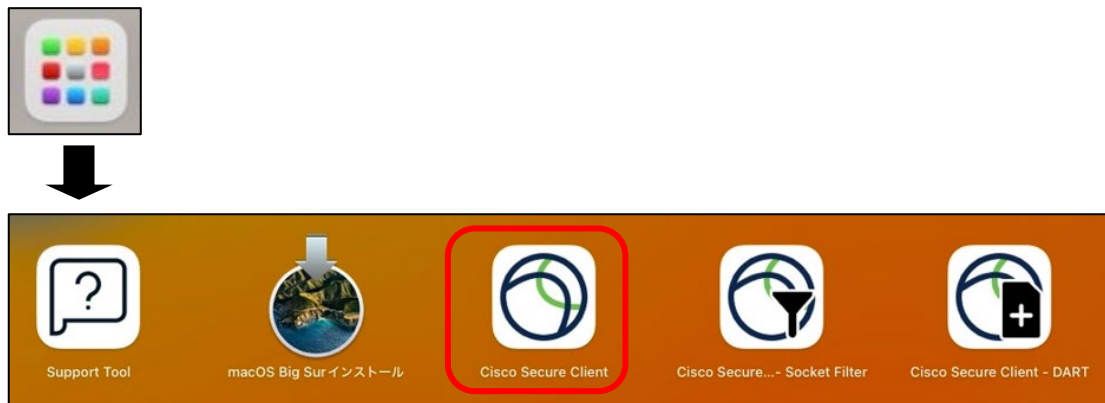 Support Tool
macOS Big Surインストール
Cisco Secure Client
Cisco Secure...- Socket Filter
Cisco Secure Client - DART